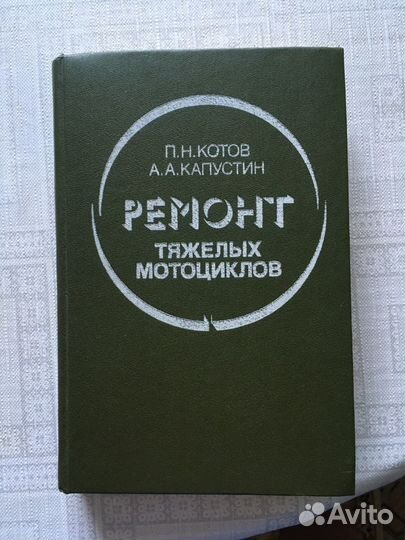 П.Н.КОТОВ
А.А.КАПУСТИН
РЕМОНТ
ТЯЖЕЛЫХ
МОТОЦИКЛОВ
Avito